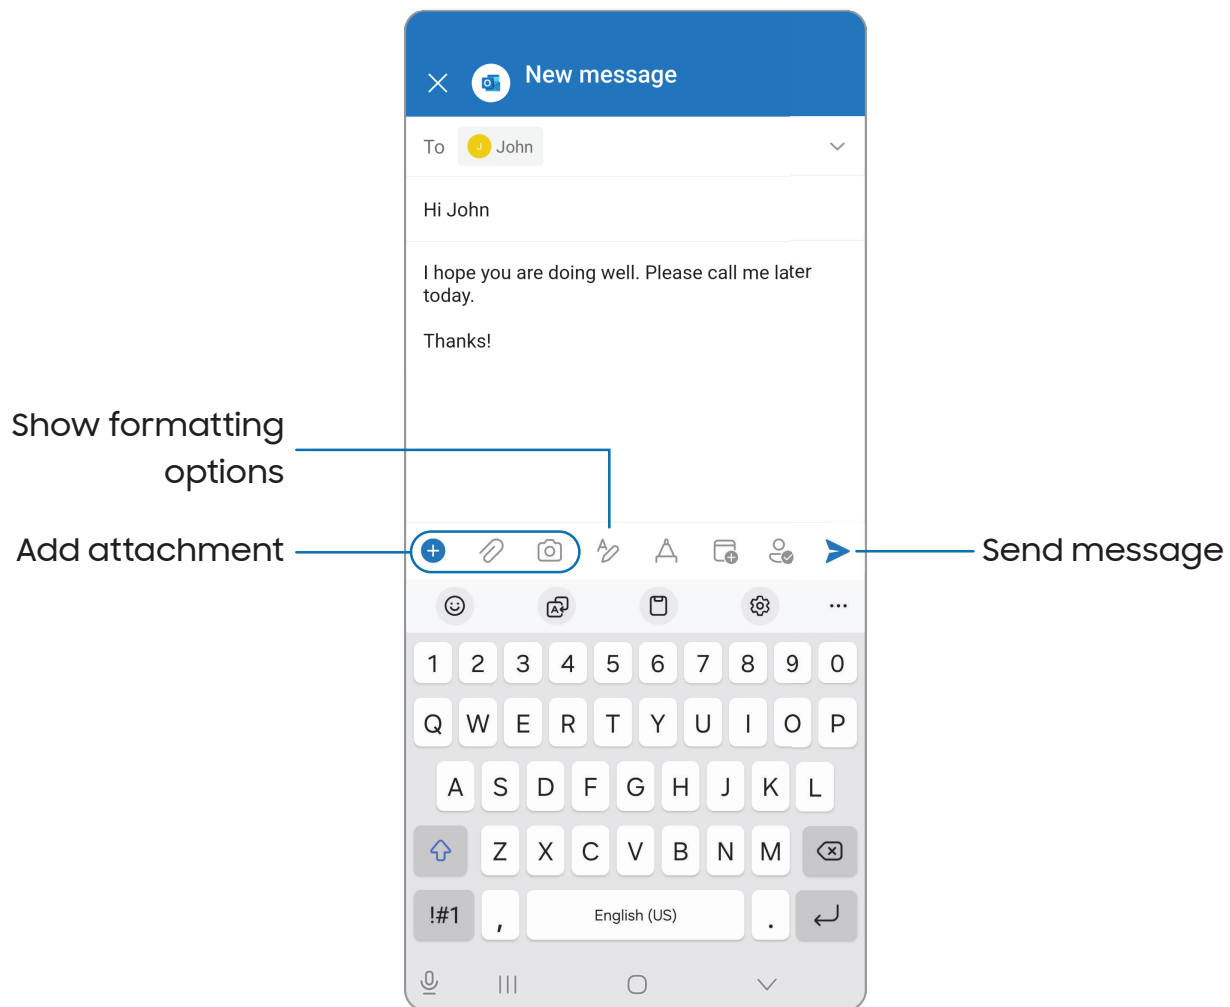 New message
To
J
John
Hi John
I hope you are doing well. Please call me later
today.
Thanks!
Show formatting
options
Add attachment
Send message
1 2 3 4 5 6 7 8 9 0
Q W E R T Y U I O P
A S D F G H J K L
Z X C V B N M
!#1 , English (US) .